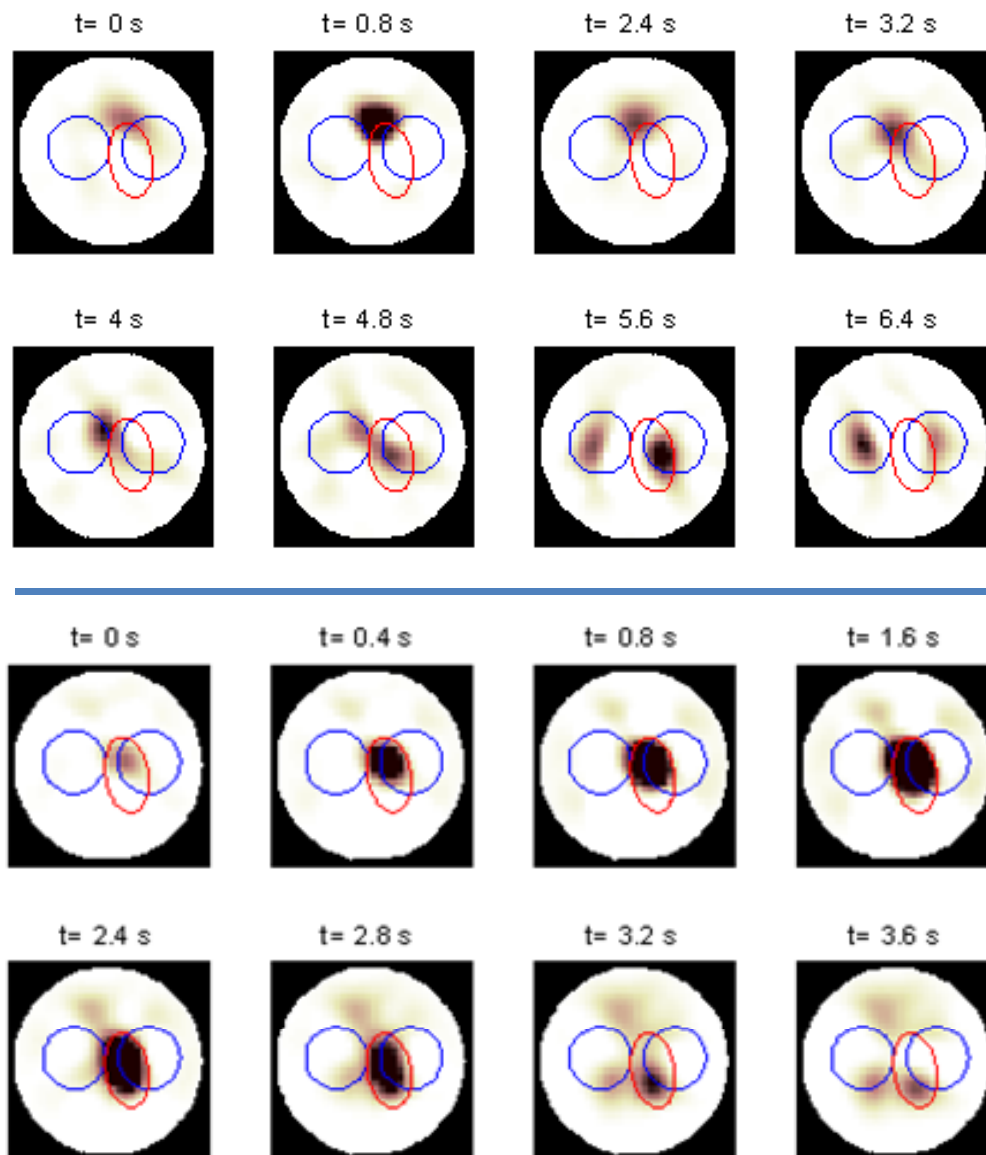 t= 0 s t= 0.8 s t= 2.4 s t= 3.2 s
t= 4 s t= 4.8 s t= 5.6 s t= 6.4 s
t= 0 s t= 0.4 s t= 0.8 s t= 1.6 s
t= 2.4 s t= 2.8 s t= 3.2 s t= 3.6 s